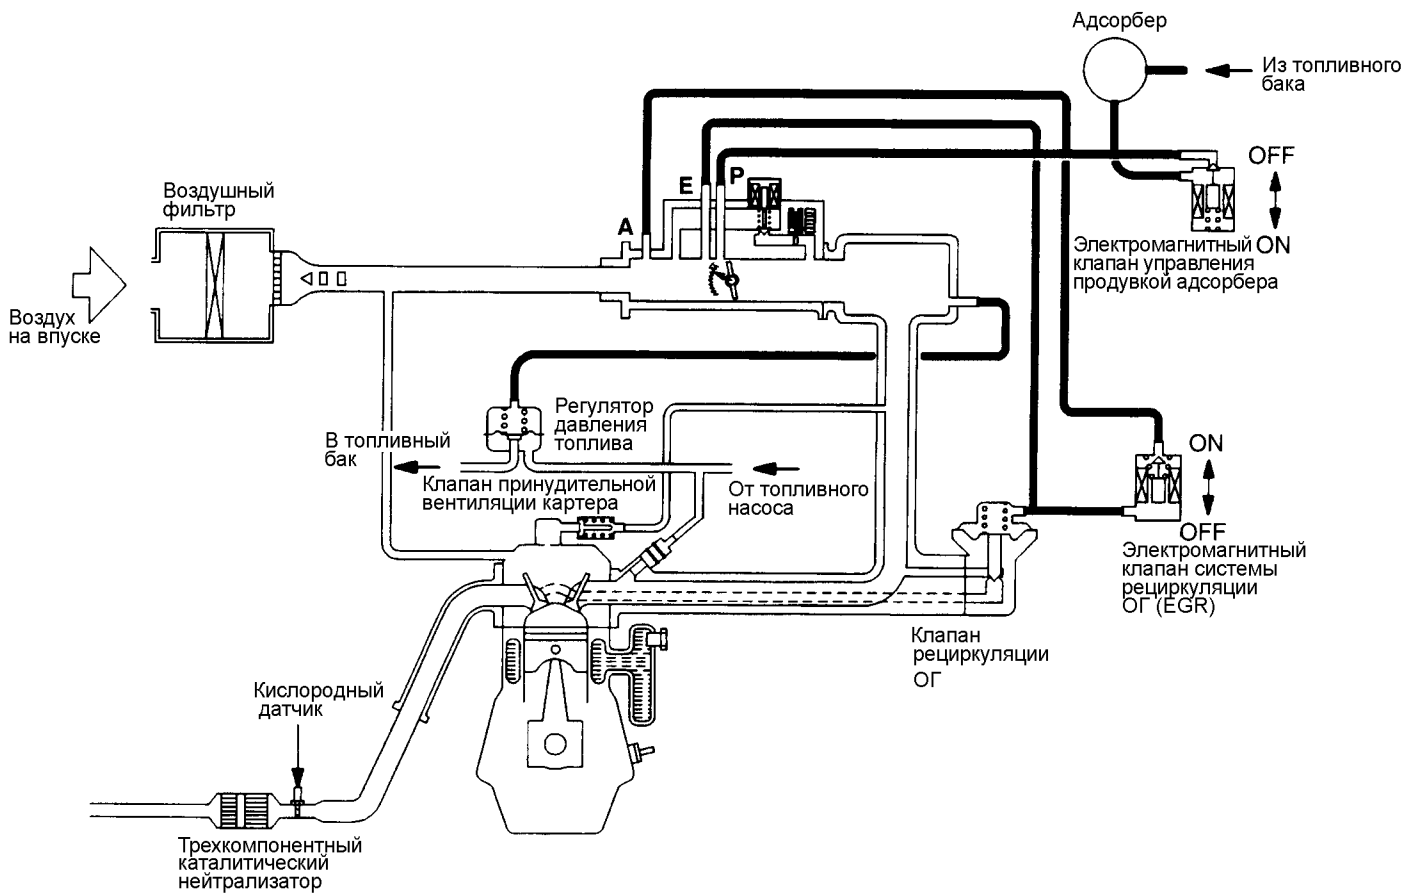 Адсорбер
Из топливного
бака
OFF
ON
Электромагнитный
клапан управления
продувкой адсорбера
Воздушный
фильтр
A
E
P
Воздух
на впуске
Регулятор
давления
топлива
В топливный
бак
Клапан принудительной
вентиляции картера
От топливного
насоса
ON
OFF
Электромагнитный
клапан системы
рециркуляции
ОГ (EGR)
Клапан
рециркуляции
ОГ
Кислородный
датчик
Трехкомпонентный
каталитический
нейтрализатор